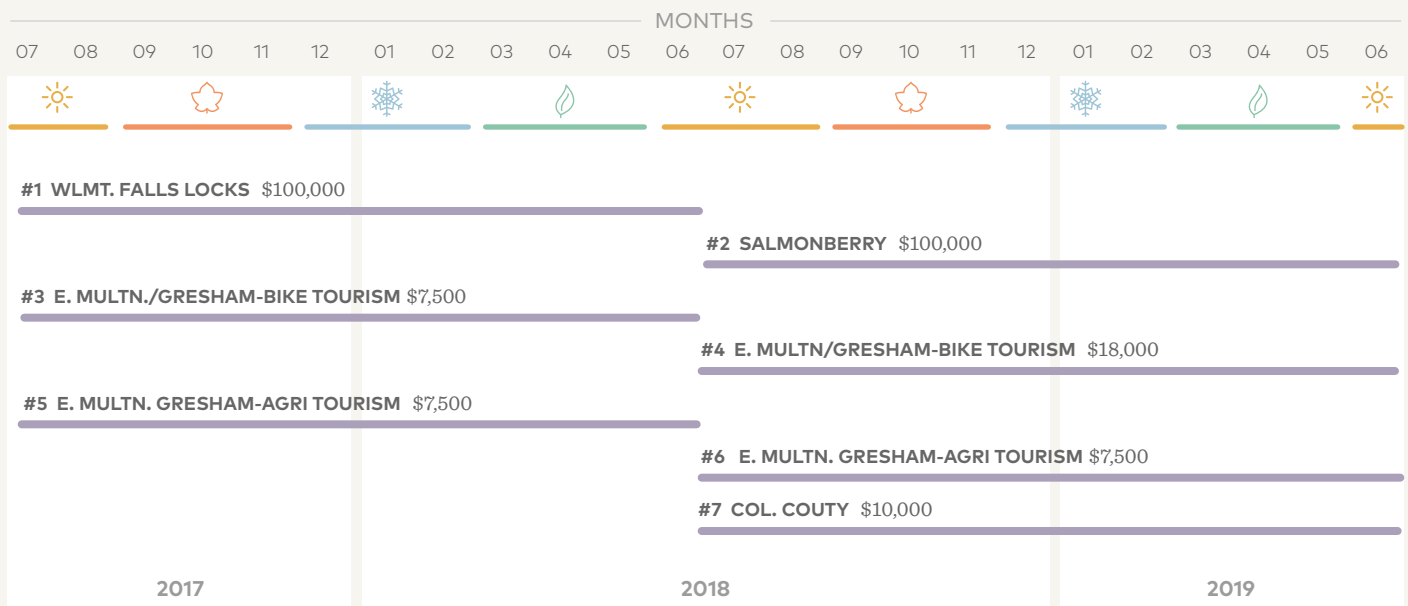 MONTHS
07 08 09 10 11 12 01 02 03 04 05 06 07 08 09 10 11 12 01 02 03 04 05 06
#1 WLMT. FALLS LOCKS $100,000
#2 SALMONBERRY $100,000
#3 E. MULTN./GRESHAM-BIKE TOURISM $7,500
#4 E. MULTN/GRESHAM-BIKE TOURISM $18,000
#5 E. MULTN. GRESHAM-AGRI TOURISM $7,500
#6 E. MULTN. GRESHAM-AGRI TOURISM $7,500
#7 COL. COUTY $10,000
2017 2018 2019